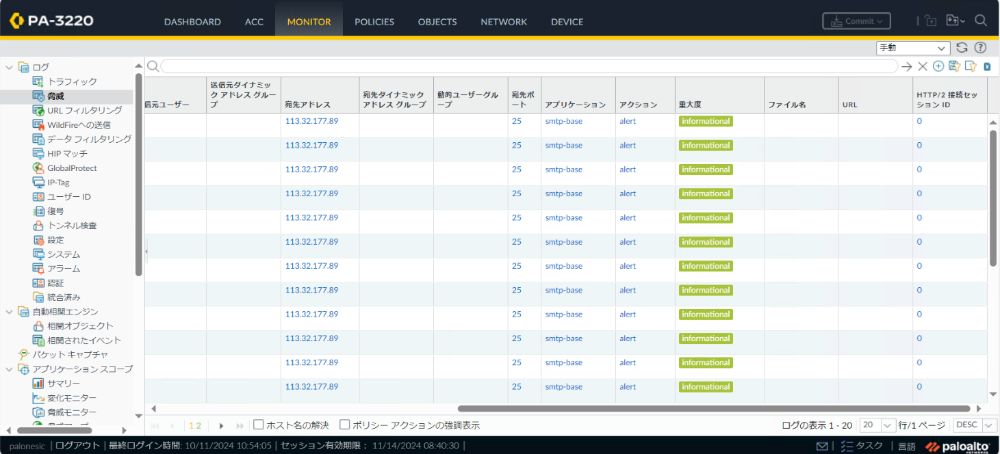 PA-3220
DASHBOARD ACC MONITOR POLICIES OBJECTS NETWORK DEVICE
Commit
手動
ログ
トラフィック
脅威
URL フィルタリング
WildFireへの送信
データ フィルタリング
HIP マッチ
GlobalProtect
IP-Tag
ユーザー ID
復号
トンネル検査
設定
システム
アラーム
認証
統合済み
自動相関エンジン
相関オブジェクト
相関されたイベント
パケット キャプチャ
アプリケーション スコープ
サマリー
変化モニター
脅威モニター
信元ユーザー
送信元ダイナミッ
ク アドレス グルー
プ
宛先アドレス
宛先ダイナミック
アドレス グループ
動的ユーザーグル
ープ
宛先ポ
ート
アプリケーション
アクション
重大度
ファイル名
URL
HTTP/2 接続セッ
ション ID
113.32.177.89 25 smtp-base alert informational 0
113.32.177.89 25 smtp-base alert informational 0
113.32.177.89 25 smtp-base alert informational 0
113.32.177.89 25 smtp-base alert informational 0
113.32.177.89 25 smtp-base alert informational 0
113.32.177.89 25 smtp-base alert informational 0
113.32.177.89 25 smtp-base alert informational 0
113.32.177.89 25 smtp-base alert informational 0
113.32.177.89 25 smtp-base alert informational 0
113.32.177.89 25 smtp-base alert informational 0
113.32.177.89 25 smtp-base alert informational 0
113.32.177.89 25 smtp-base alert informational 0
1 2 ホスト名の解決 ポリシー アクションの強調表示 ログの表示 1 - 20 20 行/1 ページ DESC
palonesic | ログアウト | 最終ログイン時間: 10/11/2024 10:54:05 | セッション有効期限： 11/14/2024 08:40:30 | タスク | 言語 paloalto NETWORKS